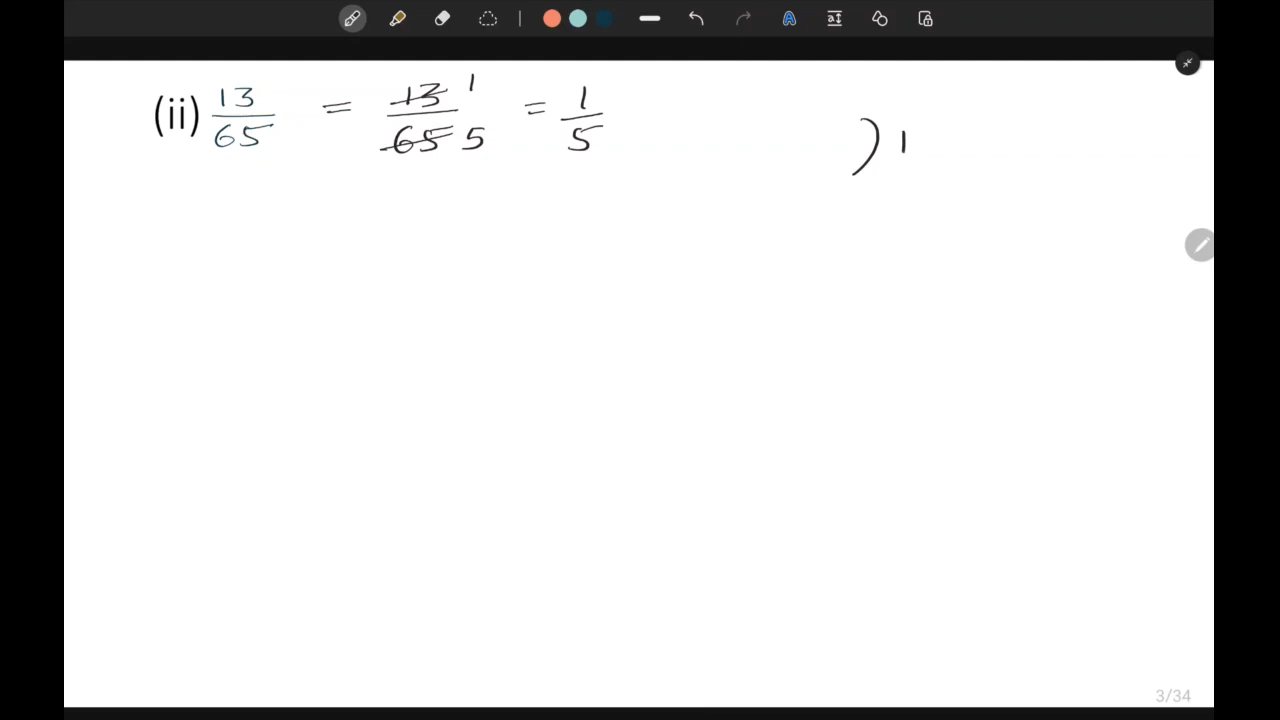 (ii) 13/65 = 13/65 1/5 = 1/5 ) 1
3/34